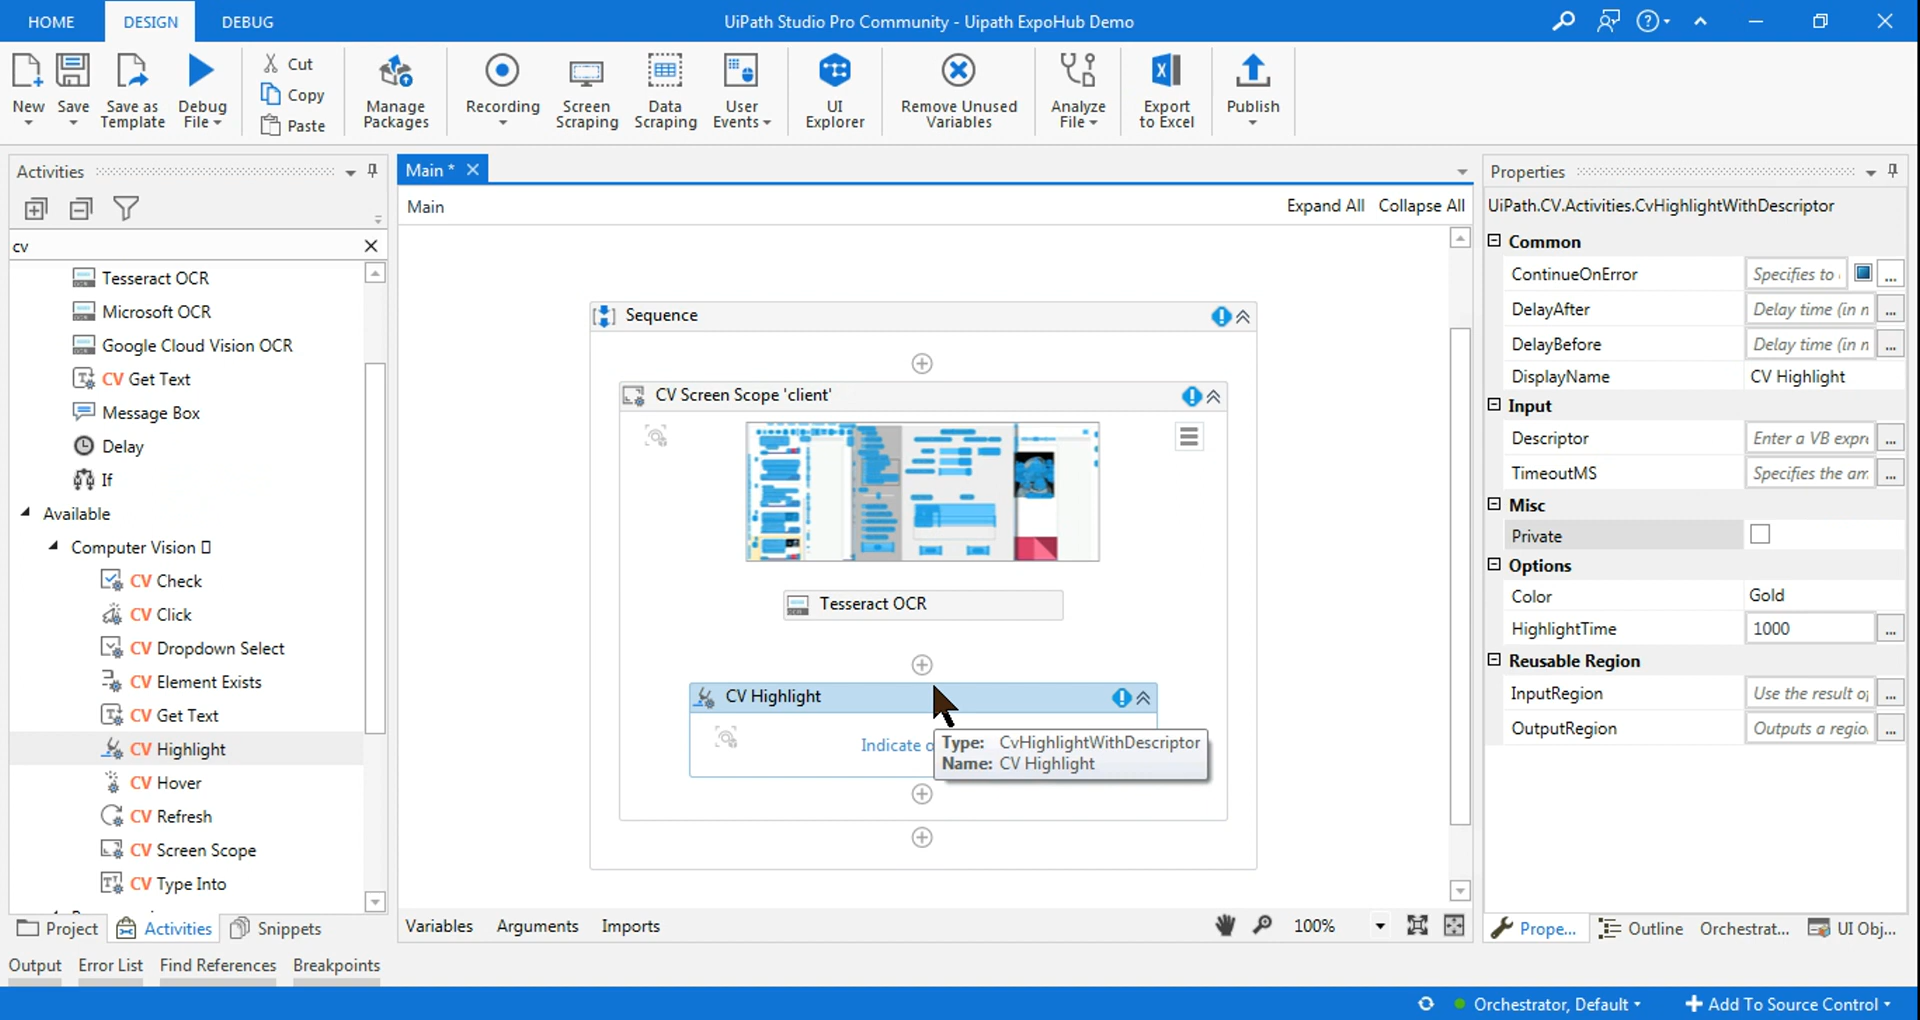 HOME DESIGN DEBUG UiPath Studio Pro Community - Uipath ExpoHub Demo
New Save Save as Template Debug File
Cut
Copy
Paste
Manage Packages
Recording
Screen Scraping
Data Scraping
User Events
UI Explorer
Remove Unused Variables
Analyze File
Export to Excel
Publish
Activities
cv
Tesseract OCR
Microsoft OCR
Google Cloud Vision OCR
CV Get Text
Message Box
Delay
If
Available
Computer Vision
CV Check
CV Click
CV Dropdown Select
CV Element Exists
CV Get Text
CV Highlight
CV Hover
CV Refresh
CV Screen Scope
CV Type Into
Project Activities Snippets
Main *
Main Expand All Collapse All
Sequence
CV Screen Scope 'client'
Tesseract OCR
CV Highlight
Indicate
Type: CvHighlightWithDescriptor
Name: CV Highlight
Variables Arguments Imports 100%
Properties
UiPath.CV.Activities.CvHighlightWithDescriptor
Common
ContinueOnError Specifies to
DelayAfter Delay time (in
DelayBefore Delay time (in
DisplayName CV Highlight
Input
Descriptor Enter a VB expre
TimeoutMS Specifies the am
Misc
Private
Options
Color Gold
HighlightTime 1000
Reusable Region
InputRegion Use the result of
OutputRegion Outputs a region
Prope... Outline Orchestrat... UI Obj...
Output Error List Find References Breakpoints
Orchestrator, Default Add To Source Control